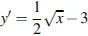 y′ = 1/2 √x − 3